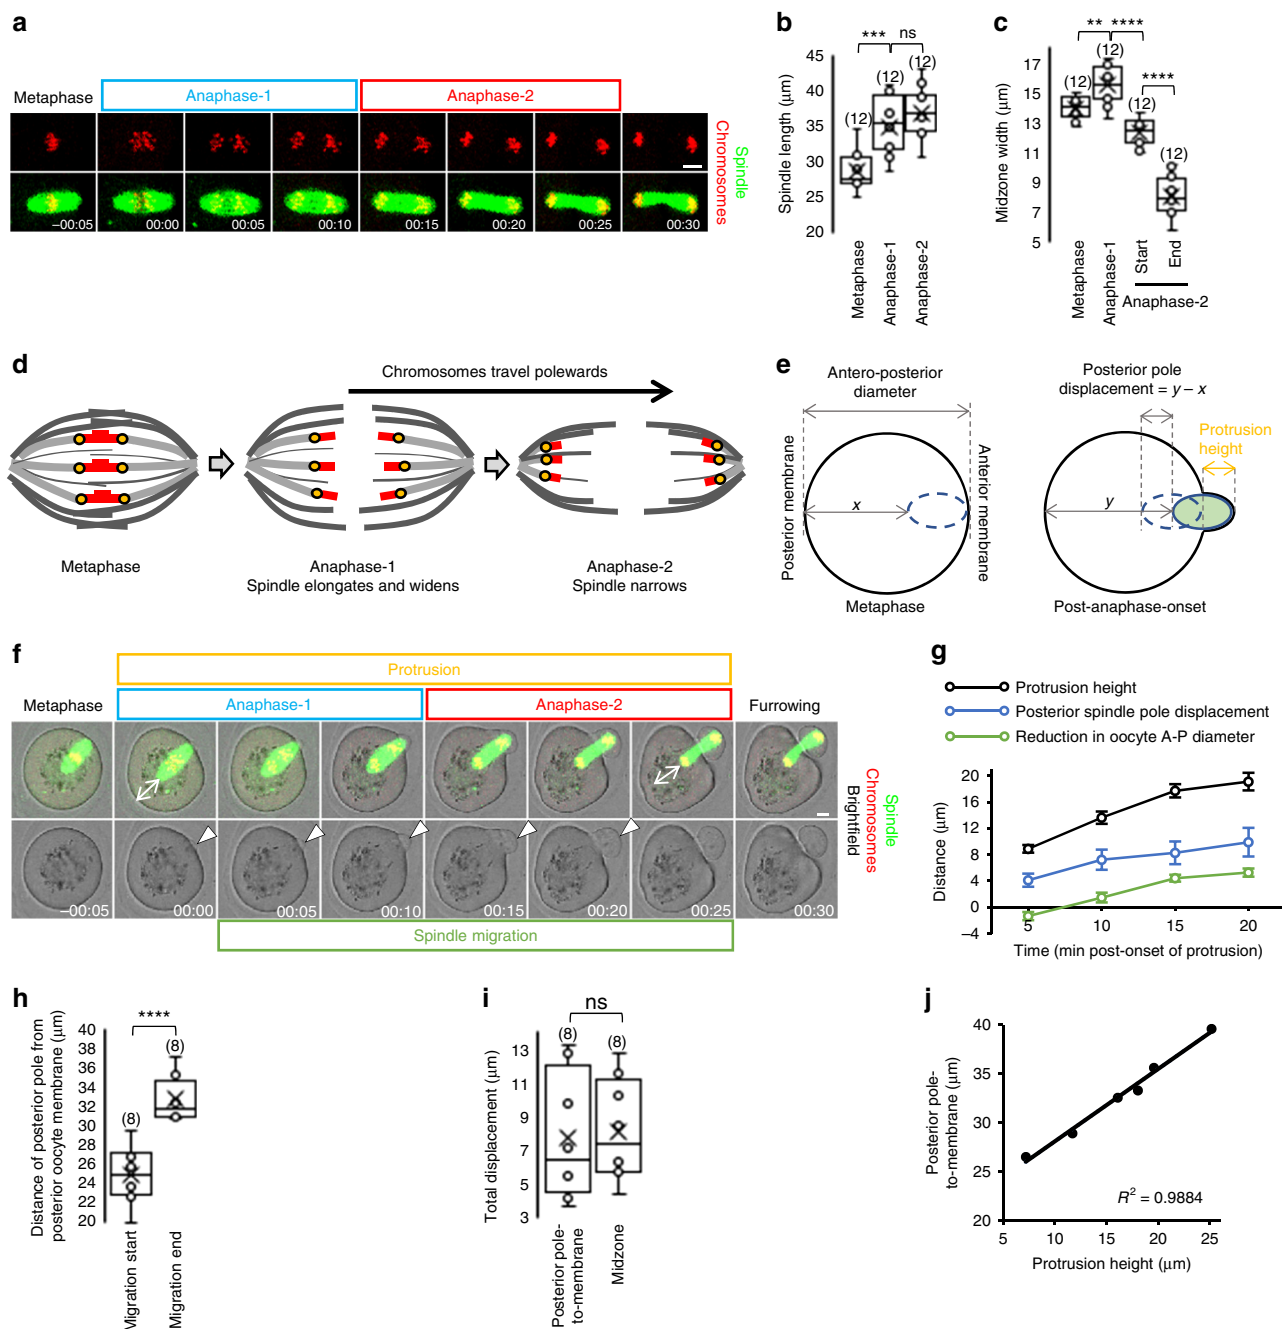 a
Metaphase
Anaphase-1
Anaphase-2
Chromosomes
Spindle
–00:05
00:00
00:05
00:10
00:15
00:20
00:25
00:30
b
***
ns
Spindle length (μm)
45
40
35
30
25
20
(12)
(12)
(12)
Metaphase
Anaphase-1
Anaphase-2
c
**
****
****
Midzone width (μm)
17
15
13
11
9
7
5
(12)
(12)
(12)
(12)
Metaphase
Anaphase-1
Start
End
Anaphase-2
d
Chromosomes travel polewards
Metaphase
Anaphase-1
Spindle elongates and widens
Anaphase-2
Spindle narrows
e
Antero-posterior
diameter
Posterior membrane
x
Anterior membrane
Metaphase
Posterior pole
displacement = y – x
Protrusion
height
y
Post-anaphase-onset
f
Protrusion
Metaphase
Anaphase-1
Anaphase-2
Furrowing
Spindle
Chromosomes
Brightfield
–00:05
00:00
00:05
00:10
00:15
00:20
00:25
00:30
Spindle migration
g
Protrusion height
Posterior spindle pole displacement
Reduction in oocyte A-P diameter
Distance (μm)
20
16
12
8
4
0
–4
5
10
15
20
Time (min post-onset of protrusion)
h
****
Distance of posterior pole from
posterior oocyte membrane (μm)
40
38
36
34
32
30
28
26
24
22
20
(8)
(8)
Migration start
Migration end
i
ns
Total displacement (μm)
13
11
9
7
5
3
(8)
(8)
Posterior pole-
to-membrane
Midzone
j
Posterior pole-
to-membrane (μm)
40
35
30
25
20
R2 = 0.9884
5
10
15
20
25
Protrusion height (μm)